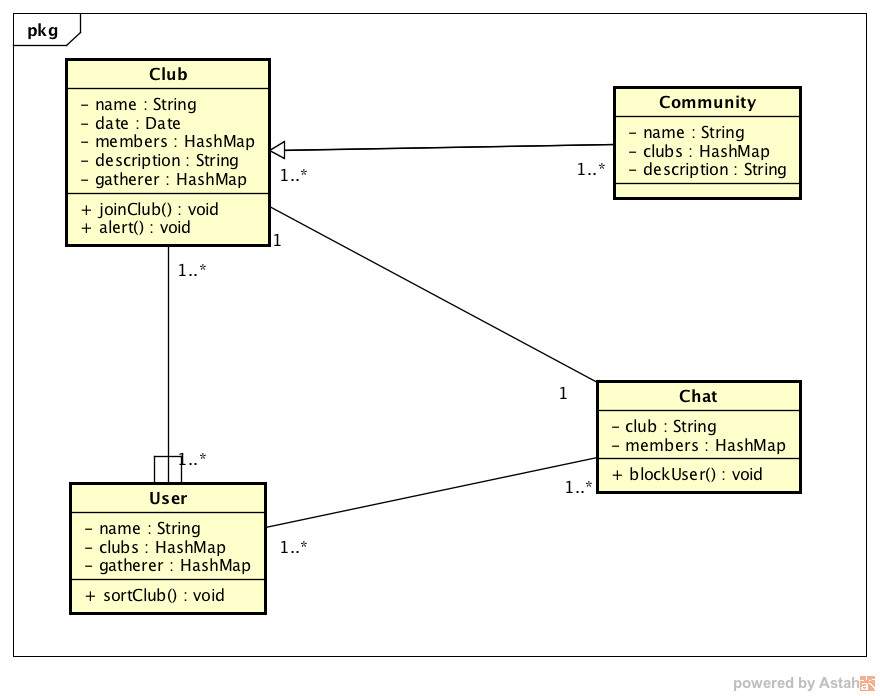 pkg
Club
- name : String
- date : Date
- members : HashMap
- description : String
- gatherer : HashMap
+ joinClub() : void
+ alert() : void
Community
- name : String
- clubs : HashMap
- description : String
1..*
1..*
1
1..*
1
Chat
- club : String
- members : HashMap
+ blockUser() : void
1..*
1..*
1..*
User
- name : String
- clubs : HashMap
- gatherer : HashMap
+ sortClub() : void
powered by Astah